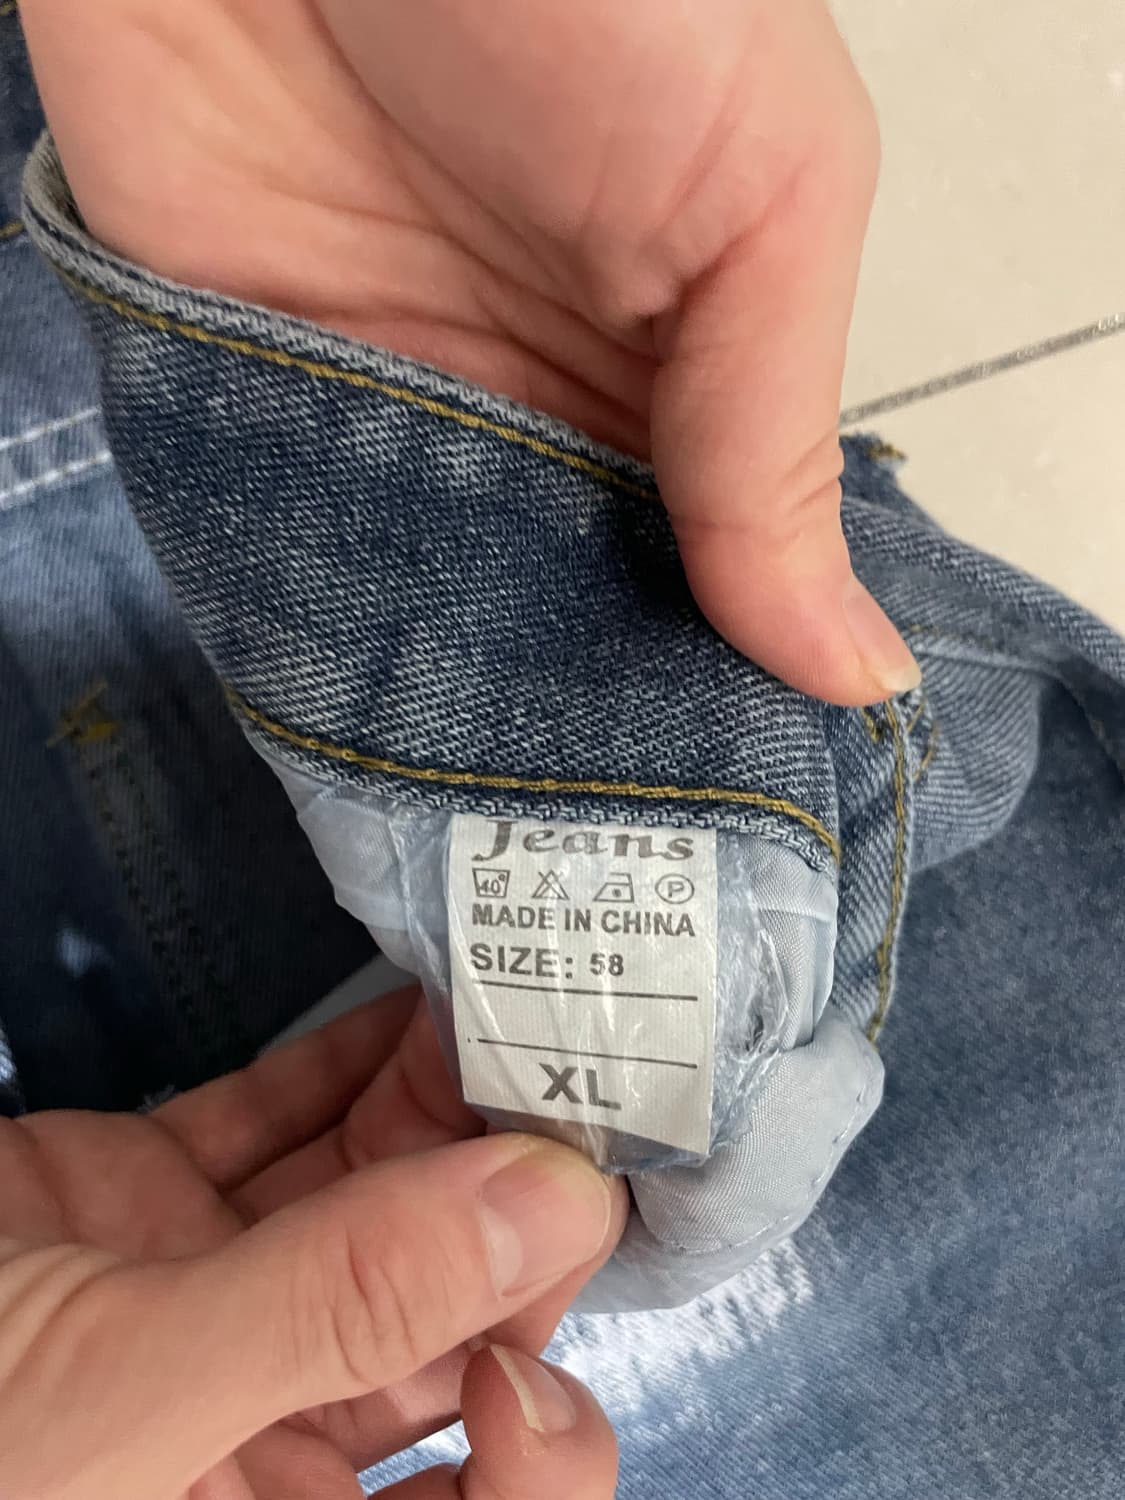 Jeans
40° P
MADE IN CHINA
SIZE: 58
XL